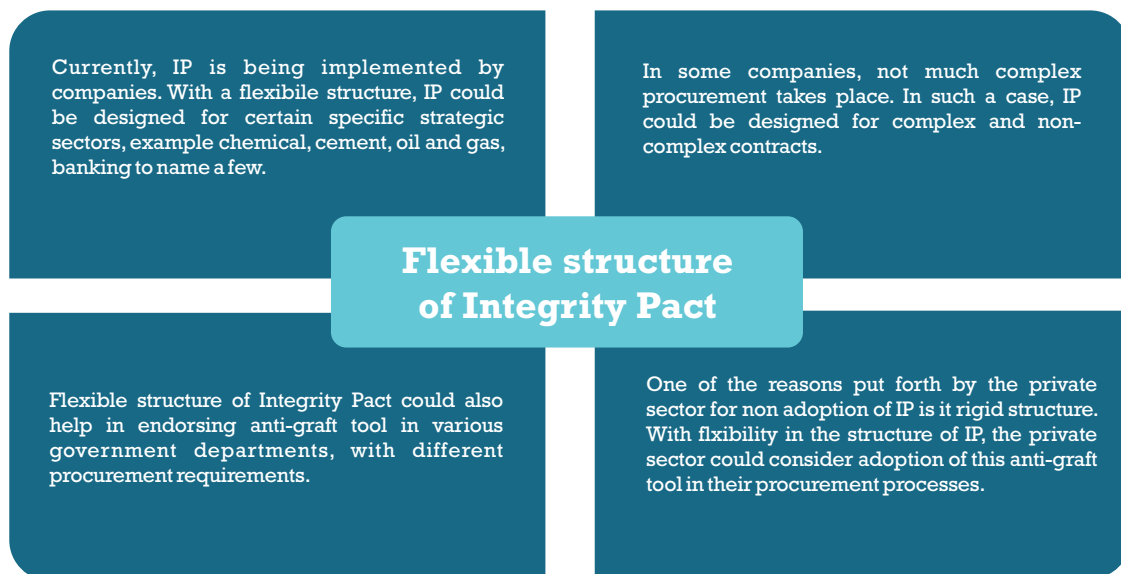 Currently, IP is being implemented by
companies. With a flexibile structure, IP could
be designed for certain specific strategic
sectors, example chemical, cement, oil and gas,
banking to name a few.
In some companies, not much complex
procurement takes place. In such a case, IP
could be designed for complex and non-
complex contracts.
Flexible structure
of Integrity Pact
Flexible structure of Integrity Pact could also
help in endorsing anti-graft tool in various
government departments, with different
procurement requirements.
One of the reasons put forth by the private
sector for non adoption of IP is it rigid structure.
With flxibility in the structure of IP, the private
sector could consider adoption of this anti-graft
tool in their procurement processes.